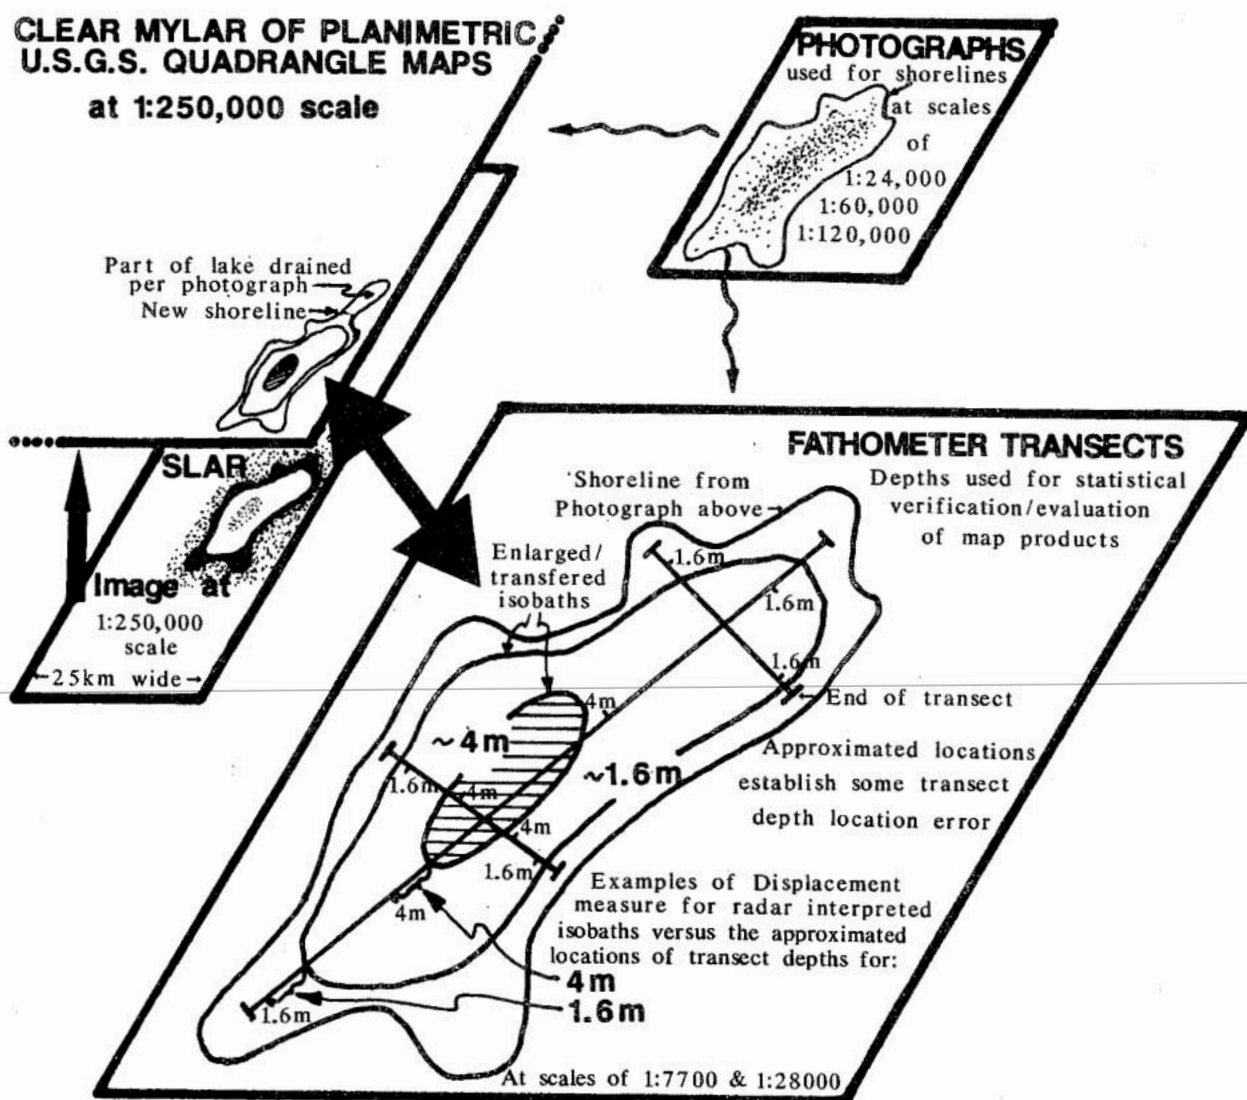 CLEAR MYLAR OF PLANIMETRIC
U.S.G.S. QUADRANGLE MAPS
at 1:250,000 scale
PHOTOGRAPHS
used for shorelines
at scales
of
1:24,000
1:60,000
1:120,000
Part of lake drained
per photograph
New shoreline
SLAR
Image at
1:250,000
scale
25km wide
FATHOMETER TRANSECTS
Depths used for statistical
verification/evaluation
of map products
Shoreline from
Photograph above
Enlarged/
transfered
isobaths
1.6m
1.6m
1.6m
End of transect
4m
~4m
~1.6m
Approximated locations
establish some transect
depth location error
1.6m
4m
4m
1.6m
4m
Examples of Displacement
measure for radar interpreted
isobaths versus the approximated
locations of transect depths for:
4m
1.6m
1.6m
At scales of 1:7700 & 1:28000